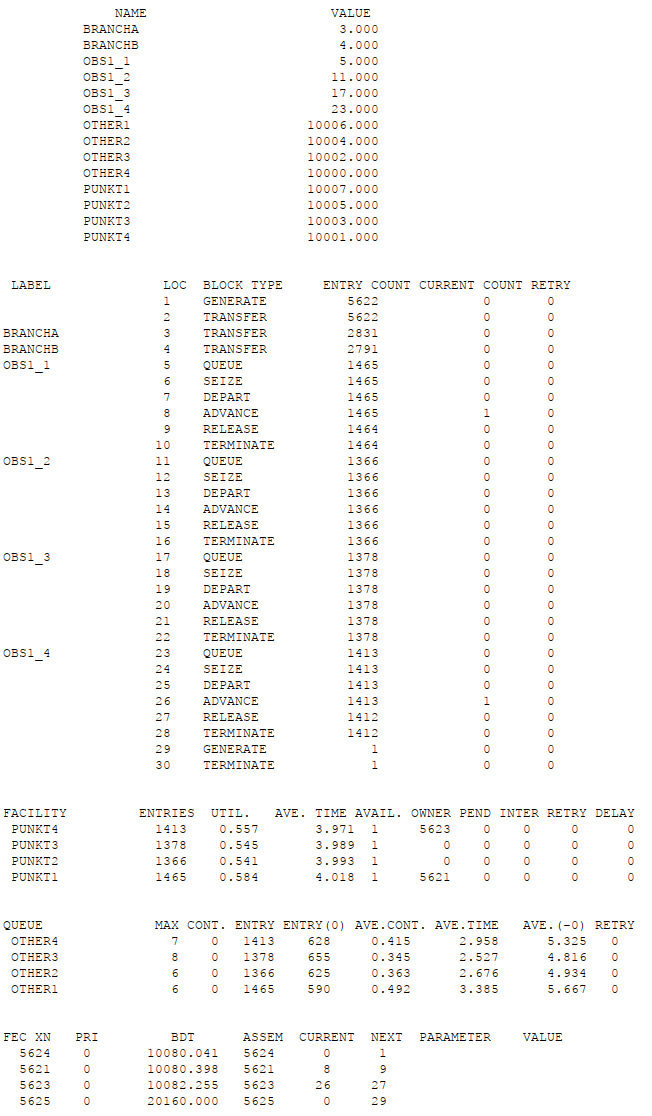 NAME VALUE
BRANCHA 3.000
BRANCHB 4.000
OBS1_1 5.000
OBS1_2 11.000
OBS1_3 17.000
OBS1_4 23.000
OTHER1 10006.000
OTHER2 10004.000
OTHER3 10002.000
OTHER4 10000.000
PUNKT1 10007.000
PUNKT2 10005.000
PUNKT3 10003.000
PUNKT4 10001.000
LABEL LOC BLOCK TYPE ENTRY COUNT CURRENT COUNT RETRY
1 GENERATE 5622 0 0
2 TRANSFER 5622 0 0
BRANCHA 3 TRANSFER 2831 0 0
BRANCHB 4 TRANSFER 2791 0 0
OBS1_1 5 QUEUE 1465 0 0
6 SEIZE 1465 0 0
7 DEPART 1465 0 0
8 ADVANCE 1465 1 0
9 RELEASE 1464 0 0
10 TERMINATE 1464 0 0
OBS1_2 11 QUEUE 1366 0 0
12 SEIZE 1366 0 0
13 DEPART 1366 0 0
14 ADVANCE 1366 0 0
15 RELEASE 1366 0 0
16 TERMINATE 1366 0 0
OBS1_3 17 QUEUE 1378 0 0
18 SEIZE 1378 0 0
19 DEPART 1378 0 0
20 ADVANCE 1378 0 0
21 RELEASE 1378 0 0
22 TERMINATE 1378 0 0
OBS1_4 23 QUEUE 1413 0 0
24 SEIZE 1413 0 0
25 DEPART 1413 0 0
26 ADVANCE 1413 1 0
27 RELEASE 1412 0 0
28 TERMINATE 1412 0 0
29 GENERATE 1 0 0
30 TERMINATE 1 0 0
FACILITY ENTRIES UTIL. AVE. TIME AVAIL. OWNER PEND INTER RETRY DELAY
PUNKT4 1413 0.557 3.971 1 5623 0 0 0 0
PUNKT3 1378 0.545 3.989 1 0 0 0 0 0
PUNKT2 1366 0.541 3.993 1 0 0 0 0 0
PUNKT1 1465 0.584 4.018 1 5621 0 0 0 0
QUEUE MAX CONT. ENTRY ENTRY(0) AVE.CONT. AVE.TIME AVE.(-0) RETRY
OTHER4 7 0 1413 628 0.415 2.958 5.325 0
OTHER3 8 0 1378 655 0.345 2.527 4.816 0
OTHER2 6 0 1366 625 0.363 2.676 4.934 0
OTHER1 6 0 1465 590 0.492 3.385 5.667 0
FEC XN PRI BDT ASSEM CURRENT NEXT PARAMETER VALUE
5624 0 10080.041 5624 0 1
5621 0 10080.398 5621 8 9
5623 0 10082.255 5623 26 27
5625 0 20160.000 5625 0 29